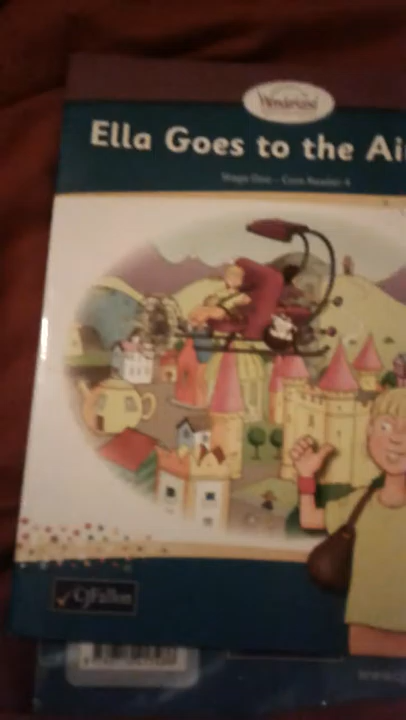 Wonderland
Ella Goes to the Ai
Stage One - Core Reader 4
CJFallon